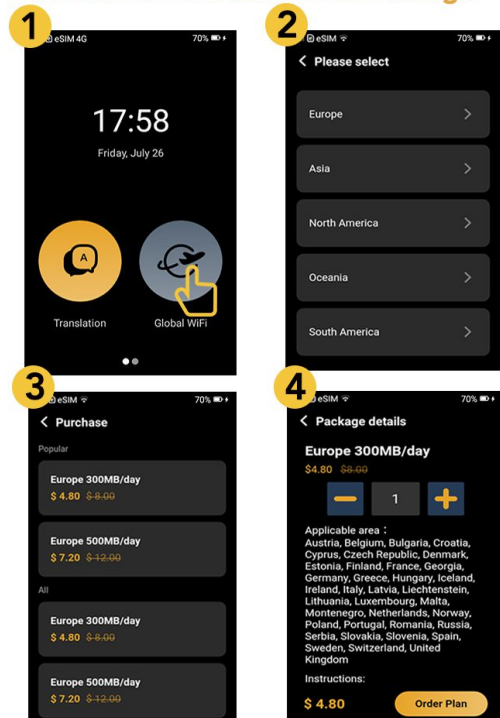 1
eSIM 4G 70%
17:58
Friday, July 26
A
Translation Global WiFi
2
eSIM 70%
Please select
Europe
Asia
North America
Oceania
South America
3
eSIM 70%
Purchase
Popular
Europe 300MB/day
$ 4.80 $ 8.00
Europe 500MB/day
$ 7.20 $ 12.00
All
Europe 300MB/day
$ 4.80 $ 8.00
Europe 500MB/day
$ 7.20 $ 12.00
4
eSIM 70%
Package details
Europe 300MB/day
$4.80 $8.00
1
Applicable area：
Austria, Belgium, Bulgaria, Croatia,
Cyprus, Czech Republic, Denmark,
Estonia, Finland, France, Georgia,
Germany, Greece, Hungary, Iceland,
Ireland, Italy, Latvia, Liechtenstein,
Lithuania, Luxembourg, Malta,
Montenegro, Netherlands, Norway,
Poland, Portugal, Romania, Russia,
Serbia, Slovakia, Slovenia, Spain,
Sweden, Switzerland, United
Kingdom
Instructions:
$ 4.80 Order Plan